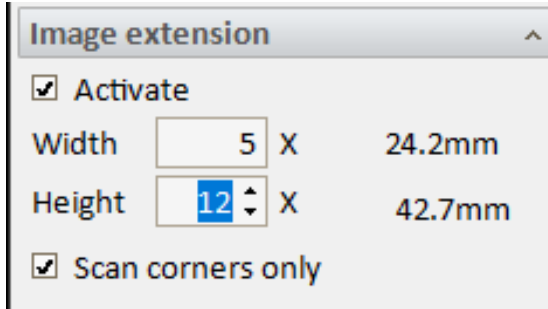 Image extension
Activate
Width 5 X 24.2mm
Height 12 X 42.7mm
Scan corners only